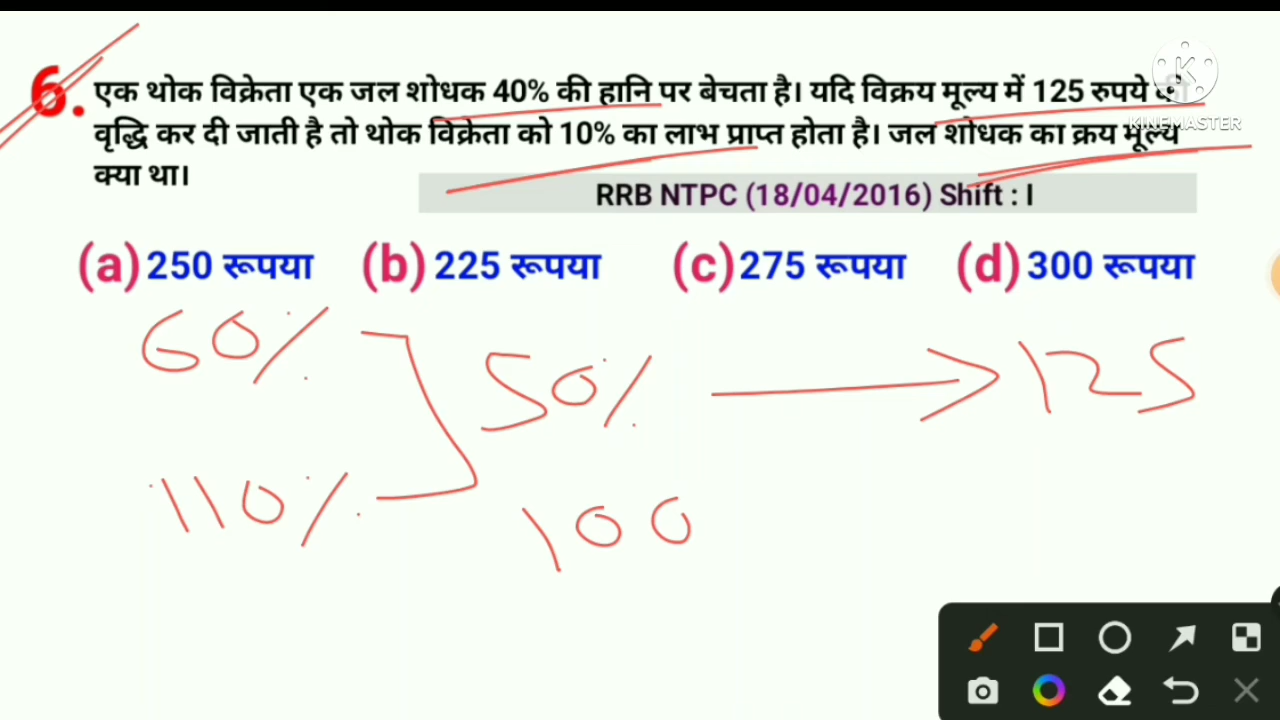 6. एक थोक विक्रेता एक जल शोधक 40% की हानि पर बेचता है। यदि विक्रय मूल्य में 125 रुपये की
KINEMASTER
वृद्धि कर दी जाती है तो थोक विक्रेता को 10% का लाभ प्राप्त होता है। जल शोधक का क्रय मूल्य
क्या था।
RRB NTPC (18/04/2016) Shift : I
(a) 250 रूपया (b) 225 रूपया (c) 275 रूपया (d) 300 रूपया
60% 50% 125
110% 100